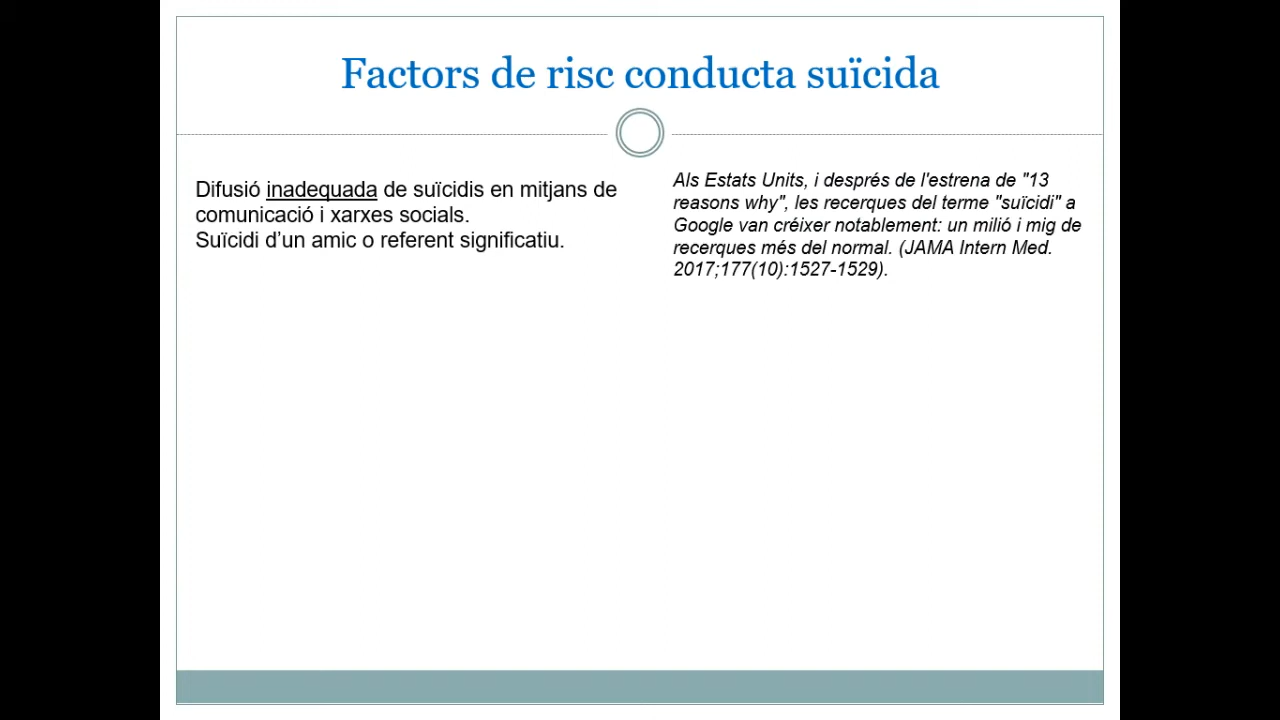 Factors de risc conducta suïcida
Difusió inadequada de suïcidis en mitjans de
comunicació i xarxes socials.
Suïcidi d’un amic o referent significatiu.
Als Estats Units, i després de l'estrena de "13
reasons why", les recerques del terme "suïcidi" a
Google van créixer notablement: un milió i mig de
recerques més del normal. (JAMA Intern Med.
2017;177(10):1527-1529).